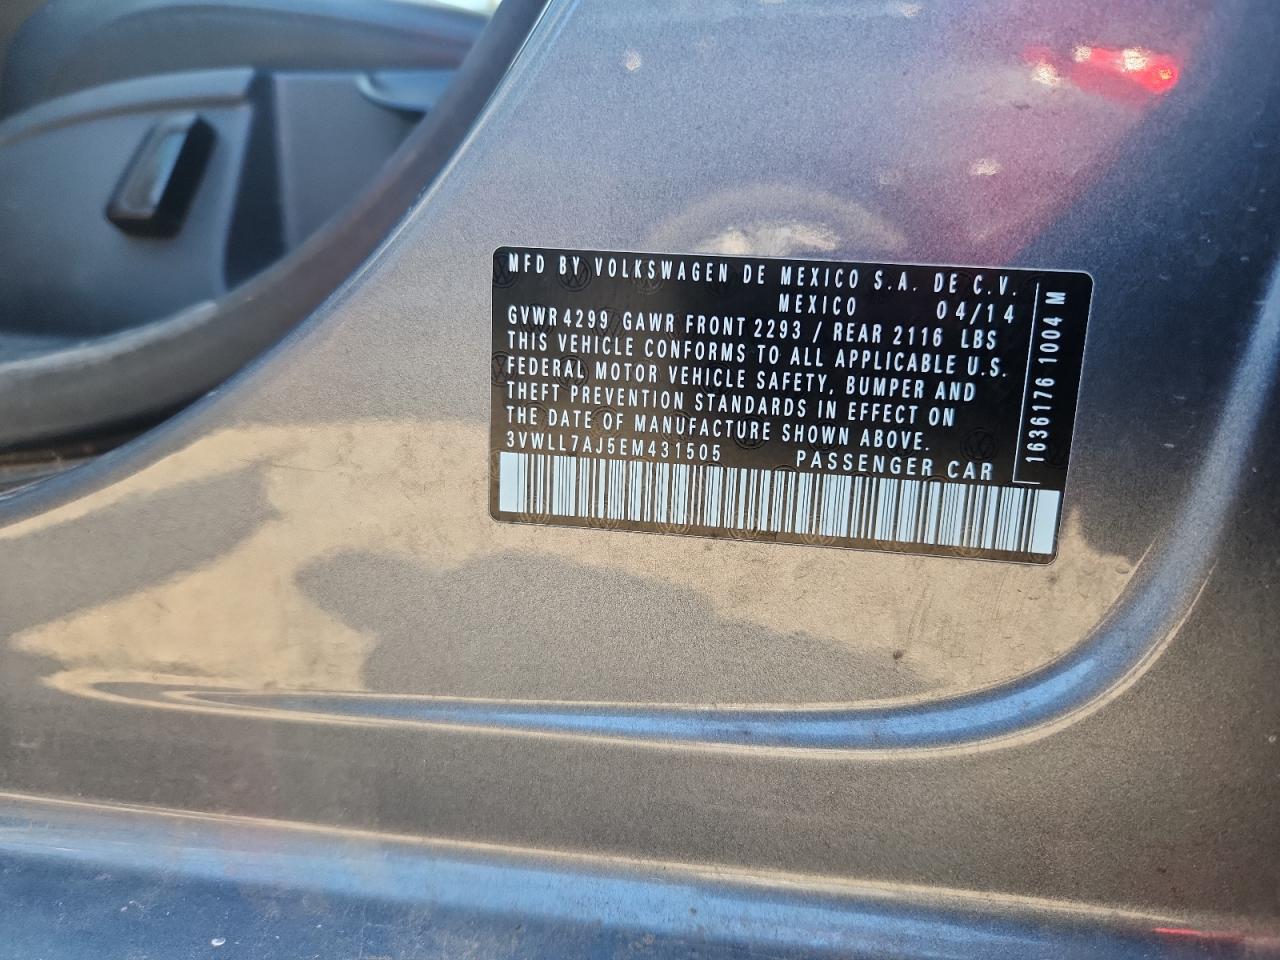 MFD BY VOLKSWAGEN DE MEXICO S.A. DE C.V.
MEXICO 04/14
GVWR 4299 GAWR FRONT 2293 / REAR 2116 LBS
THIS VEHICLE CONFORMS TO ALL APPLICABLE U.S.
FEDERAL MOTOR VEHICLE SAFETY, BUMPER AND
THEFT PREVENTION STANDARDS IN EFFECT ON
THE DATE OF MANUFACTURE SHOWN ABOVE.
3VWLL7AJ5EM431505 PASSENGER CAR
1636176 1004 M